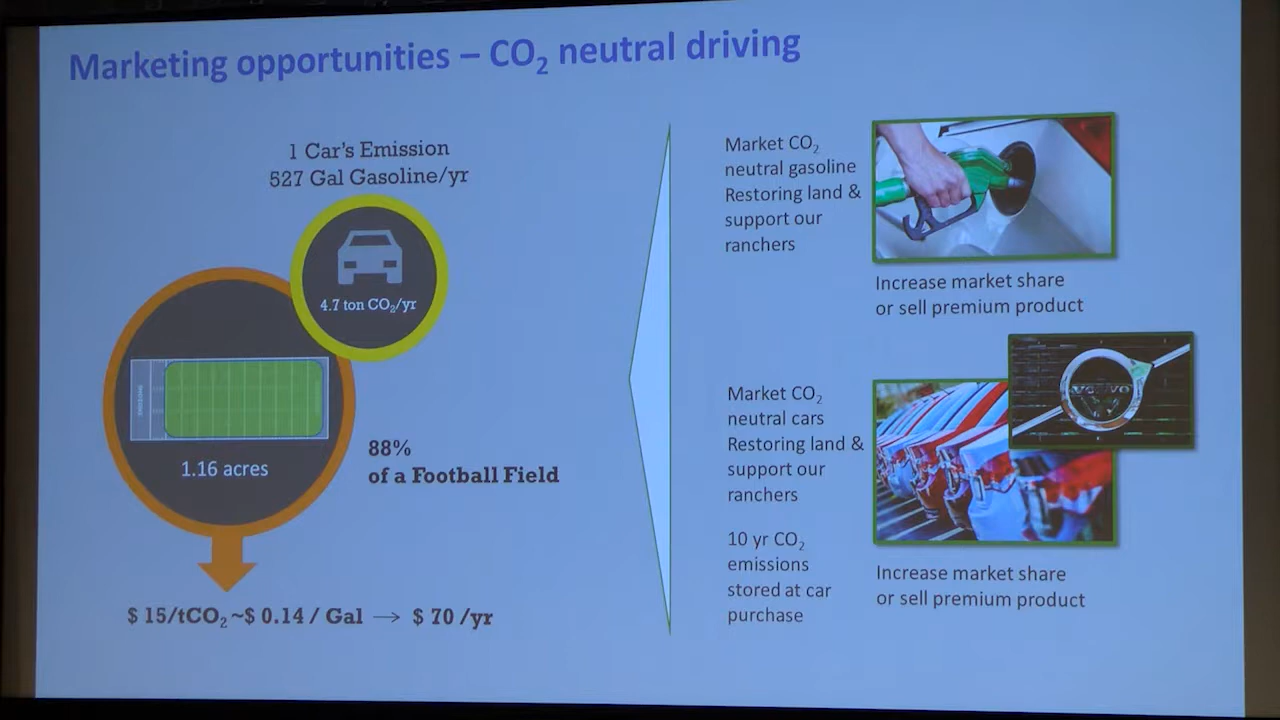 Marketing opportunities – CO₂ neutral driving
1 Car's Emission
527 Gal Gasoline/yr
4.7 ton CO₂/yr
1.16 acres
88%
of a Football Field
$ 15/tCO₂ ~$ 0.14 / Gal → $ 70 /yr
Market CO₂
neutral gasoline
Restoring land &
support our
ranchers
Increase market share
or sell premium product
Market CO₂
neutral cars
Restoring land &
support our
ranchers
10 yr CO₂
emissions
stored at car
purchase
VOLVO
Increase market share
or sell premium product